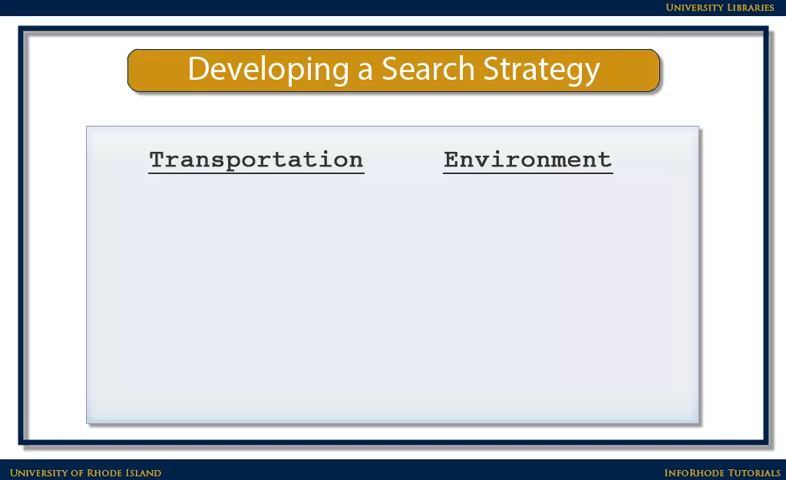 University Libraries
Developing a Search Strategy
Transportation Environment
University of Rhode Island
InfoRhode Tutorials